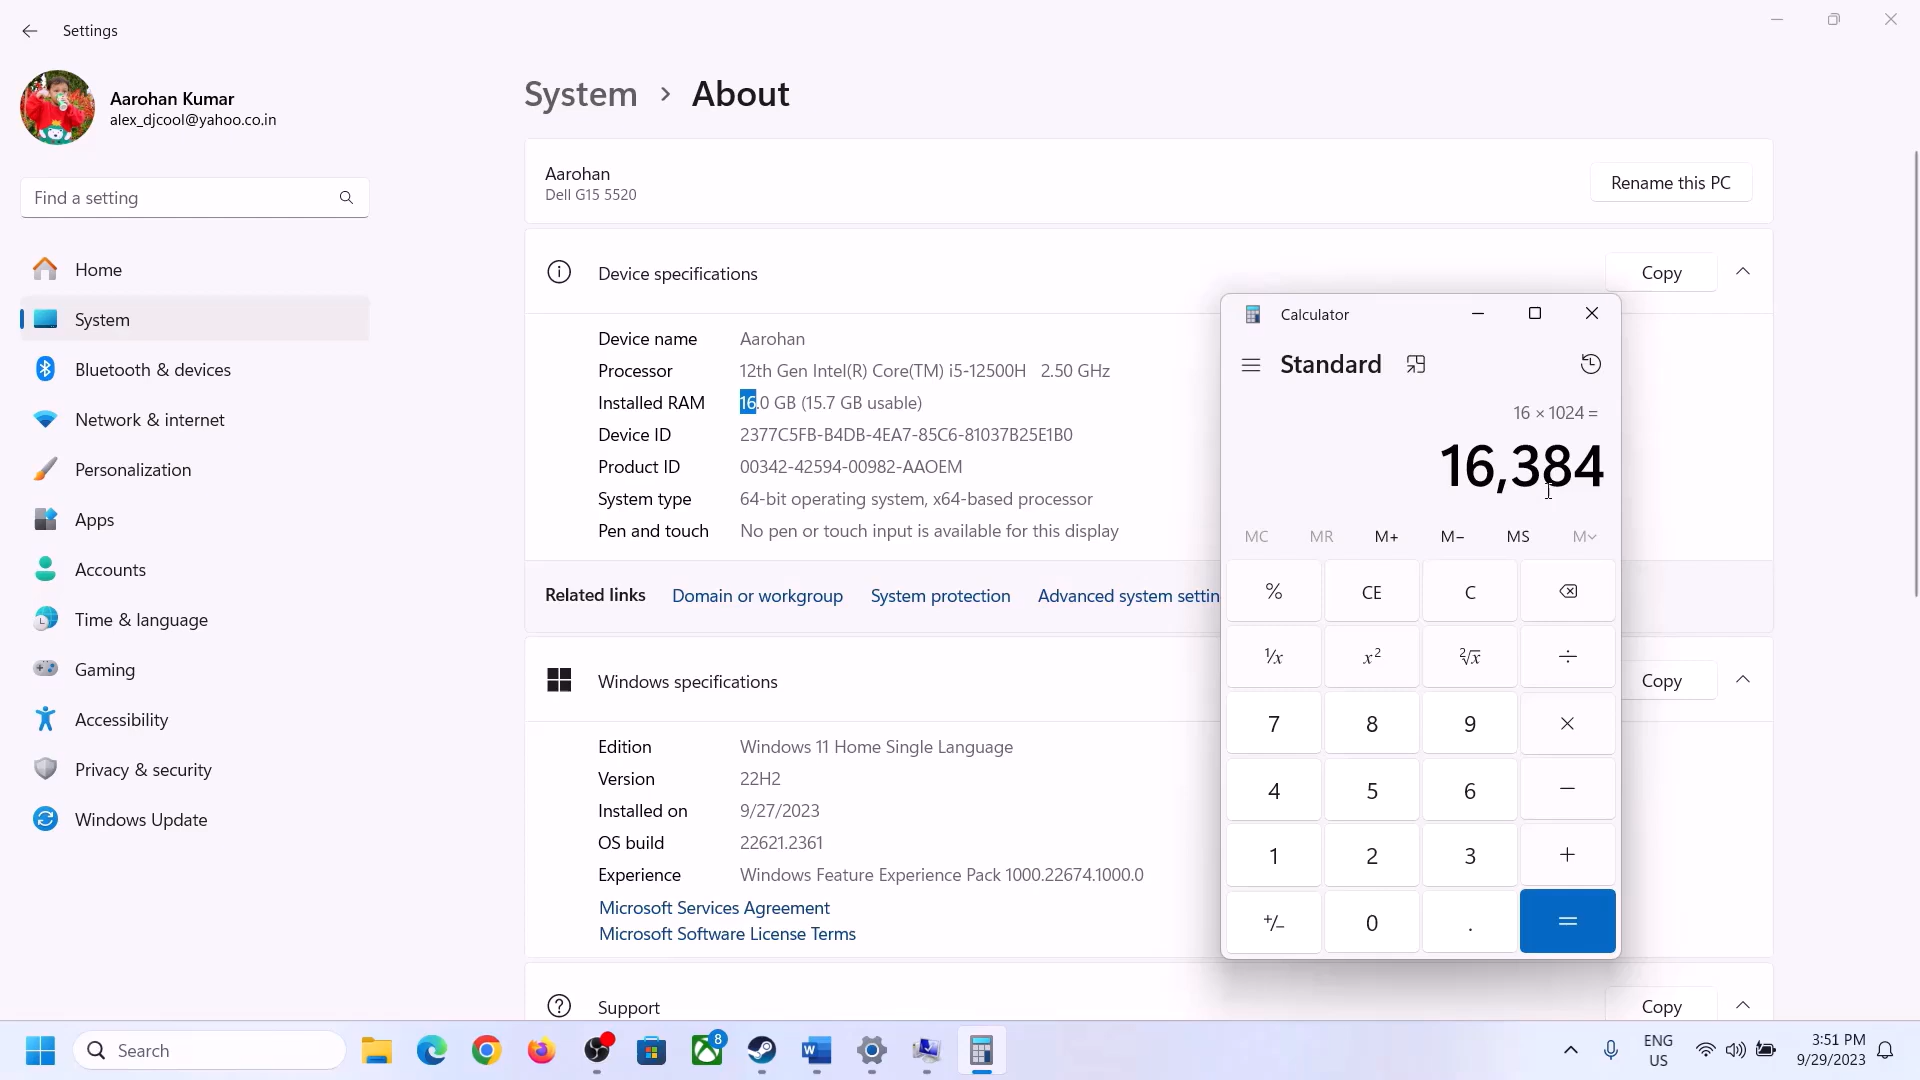 Settings
Aarohan Kumar
alex_djcool@yahoo.co.in
Find a setting
Home
System
Bluetooth & devices
Network & internet
Personalization
Apps
Accounts
Time & language
Gaming
Accessibility
Privacy & security
Windows Update
System > About
Aarohan
Dell G15 5520
Rename this PC
Device specifications
Copy
Device name Aarohan
Processor 12th Gen Intel(R) Core(TM) i5-12500H 2.50 GHz
Installed RAM 16.0 GB (15.7 GB usable)
Device ID 2377C5FB-B4DB-4EA7-85C6-81037B25E1B0
Product ID 00342-42594-00982-AAOEM
System type 64-bit operating system, x64-based processor
Pen and touch No pen or touch input is available for this display
Related links Domain or workgroup System protection Advanced system settin
Windows specifications
Copy
Edition Windows 11 Home Single Language
Version 22H2
Installed on 9/27/2023
OS build 22621.2361
Experience Windows Feature Experience Pack 1000.22674.1000.0
Microsoft Services Agreement
Microsoft Software License Terms
Support
Copy
Calculator
Standard
16 × 1024 =
16,384
MC MR M+ M− MS M
% CE C
¹/x x² ²√x ÷
7 8 9 ×
4 5 6 −
1 2 3 +
+/− 0 . =
Search
8
W
ENG
US
3:51 PM
9/29/2023